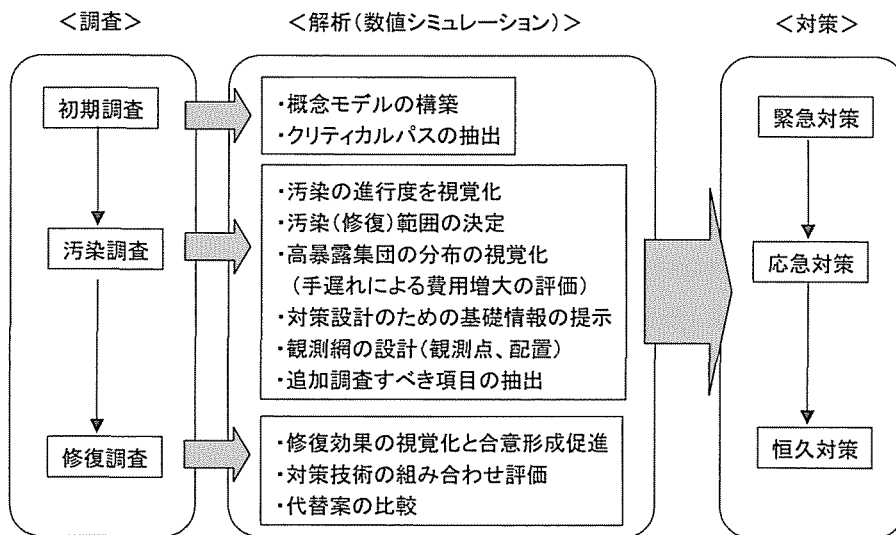 ＜調査＞
＜解析(数値シミュレーション)＞
＜対策＞
初期調査
汚染調査
修復調査
・概念モデルの構築
・クリティカルパスの抽出
・汚染の進行度を視覚化
・汚染(修復)範囲の決定
・高暴露集団の分布の視覚化
(手遅れによる費用増大の評価)
・対策設計のための基礎情報の提示
・観測網の設計(観測点、配置)
・追加調査すべき項目の抽出
・修復効果の視覚化と合意形成促進
・対策技術の組み合わせ評価
・代替案の比較
緊急対策
応急対策
恒久対策